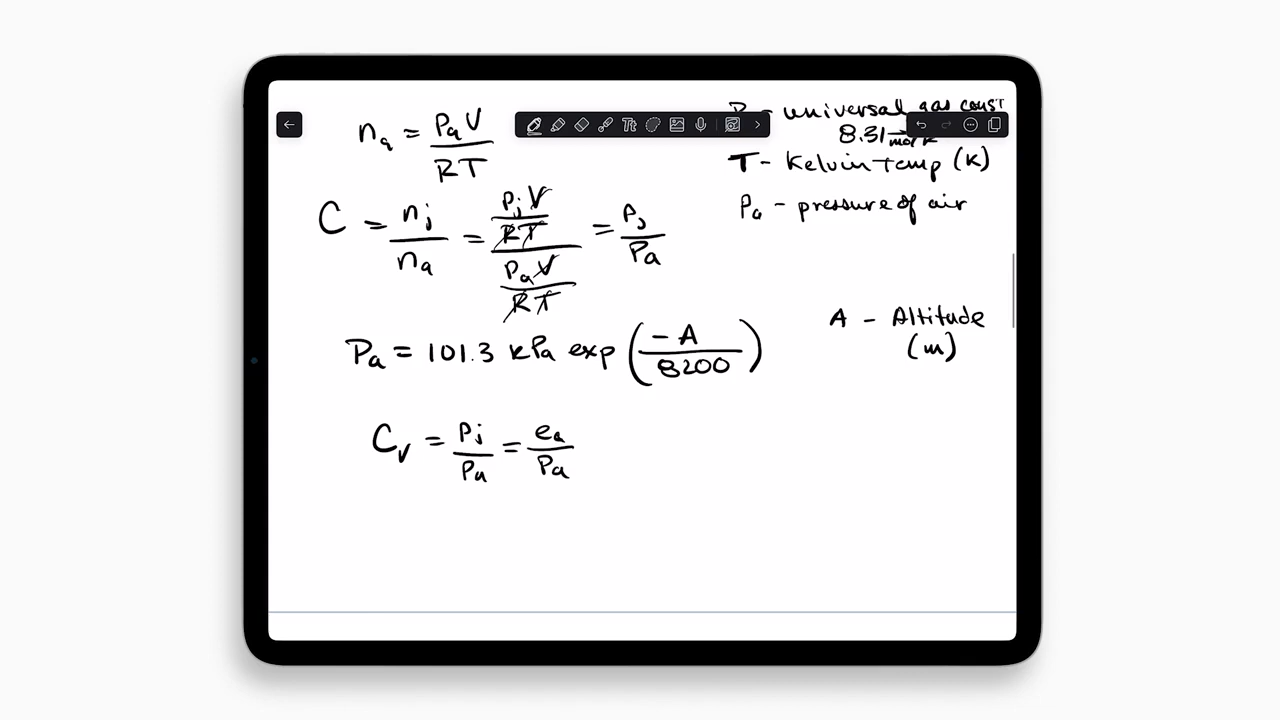 n_a = P_a V / RT
R - universal gas const
8.31 mol K
T - Kelvin Temp (K)
P_a - pressure of air
C = n_j / n_a = (P_j V / RT) / (P_a V / RT) = P_j / P_a
A - Altitude
(m)
P_a = 101.3 kPa exp (-A / 8200)
C_v = P_j / P_a = e_a / P_a